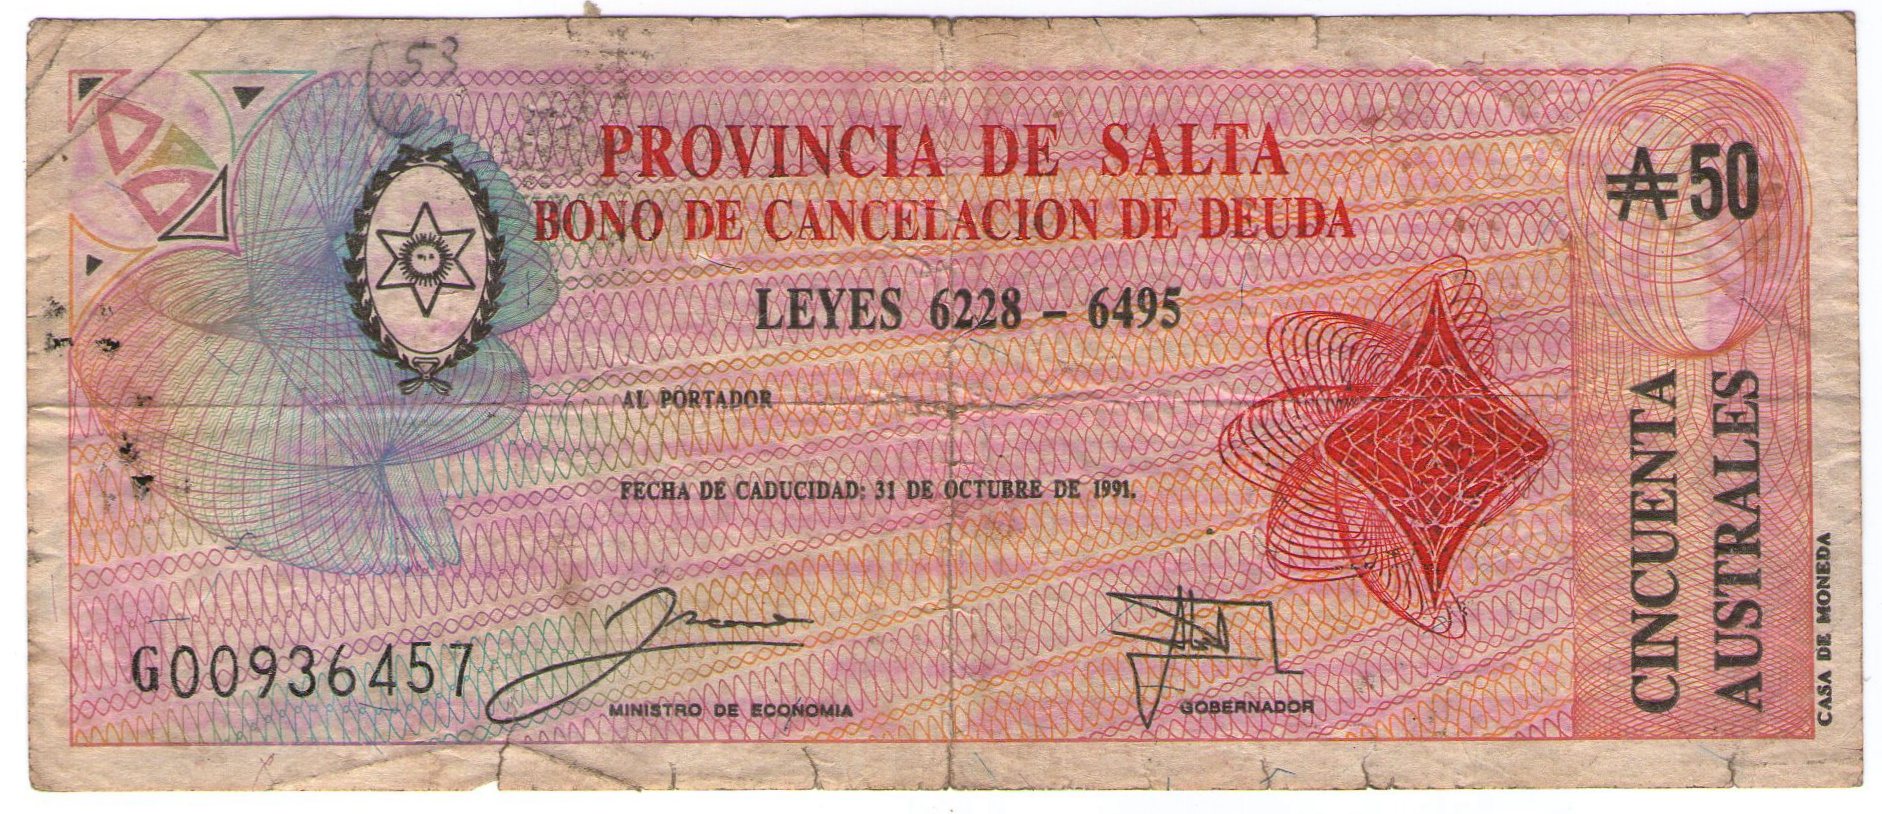 53
PROVINCIA DE SALTA
BONO DE CANCELACION DE DEUDA
LEYES 6228 - 6495
AL PORTADOR
FECHA DE CADUCIDAD: 31 DE OCTUBRE DE 1991.
G00936457
MINISTRO DE ECONOMIA
GOBERNADOR
₳ 50
CINCUENTA
AUSTRALES
CASA DE MONEDA